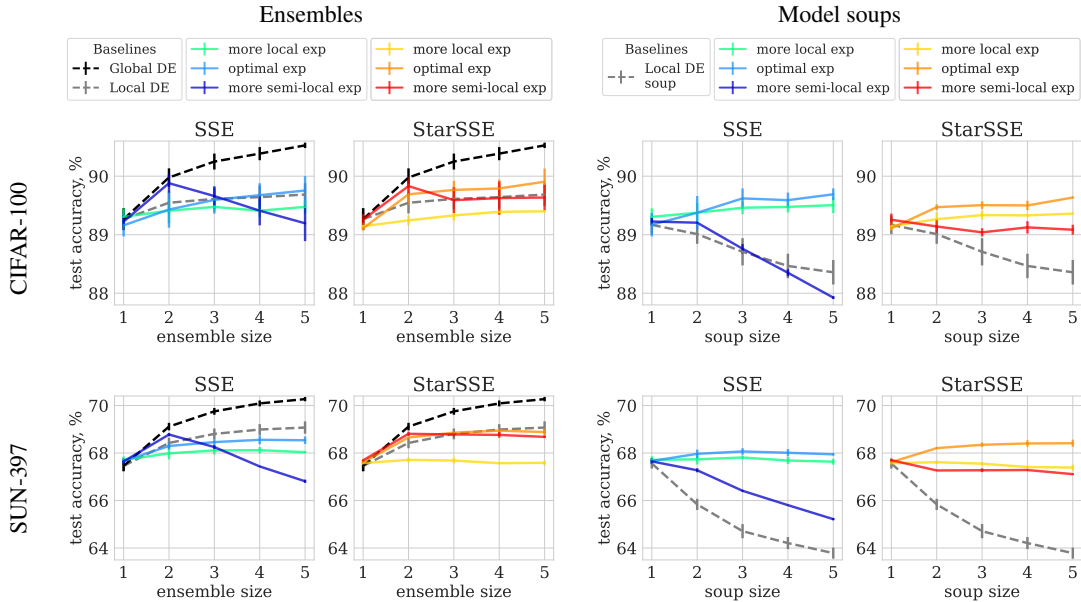 Ensembles
Model soups
Baselines
Global DE
Local DE
more local exp
optimal exp
more semi-local exp
more local exp
optimal exp
more semi-local exp
Baselines
Local DE
soup
more local exp
optimal exp
more semi-local exp
more local exp
optimal exp
more semi-local exp
CIFAR-100
SSE
test accuracy, %
90
89
88
1 2 3 4 5
ensemble size
StarSSE
90
89
88
1 2 3 4 5
ensemble size
SSE
test accuracy, %
90
89
88
1 2 3 4 5
soup size
StarSSE
90
89
88
1 2 3 4 5
soup size
SUN-397
SSE
test accuracy, %
70
68
66
64
1 2 3 4 5
ensemble size
StarSSE
70
68
66
64
1 2 3 4 5
ensemble size
SSE
test accuracy, %
70
68
66
64
1 2 3 4 5
soup size
StarSSE
70
68
66
64
1 2 3 4 5
soup size